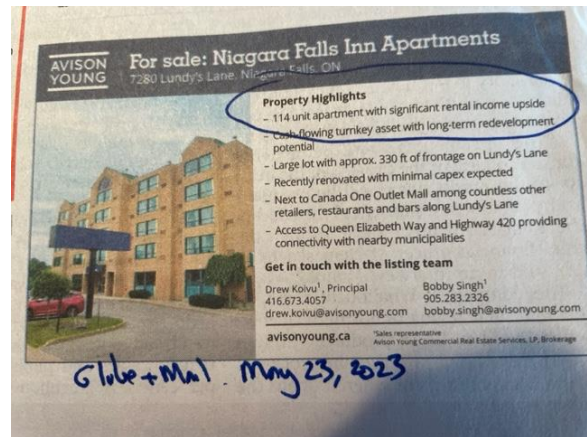 AVISON
YOUNG
For sale: Niagara Falls Inn Apartments
7280 Lundy's Lane, Niagara Falls, ON
Property Highlights
- 114 unit apartment with significant rental income upside
- Cash-flowing turnkey asset with long-term redevelopment
potential
- Large lot with approx. 330 ft of frontage on Lundy's Lane
- Recently renovated with minimal capex expected
- Next to Canada One Outlet Mall among countless other
retailers, restaurants and bars along Lundy's Lane
- Access to Queen Elizabeth Way and Highway 420 providing
connectivity with nearby municipalities
Get in touch with the listing team
Drew Koivu¹, Principal
416.673.4057
drew.koivu@avisonyoung.com
Bobby Singh¹
905.283.2326
bobby.singh@avisonyoung.com
avisonyoung.ca
¹Sales representative
Avison Young Commercial Real Estate Services, LP, Brokerage
Globe + Mail. May 23, 2023